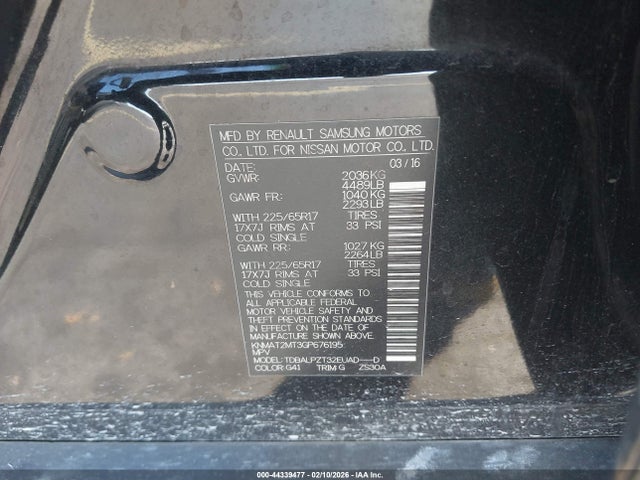 MFD BY RENAULT SAMSUNG MOTORS
CO. LTD. FOR NISSAN MOTOR CO. LTD.
DATE: 03/16
GVWR: 2036KG
4489LB
GAWR FR: 1040KG
2293LB
WITH 225/65R17 TIRES
17X7J RIMS AT 33 PSI
COLD SINGLE
GAWR RR: 1027 KG
2264LB
WITH 225/65R17 TIRES
17X7J RIMS AT 33 PSI
COLD SINGLE
THIS VEHICLE CONFORMS TO
ALL APPLICABLE FEDERAL
MOTOR VEHICLE SAFETY AND
THEFT PREVENTION STANDARDS
IN EFFECT ON THE DATE OF
MANUFACTURE SHOWN ABOVE.
KNMAT2MT3GP676195:
MPV
MODEL: TDBALPZT32EUAD---D
COLOR: G41 TRIM G ZS30A
000-44339477 - 02/10/2026 - IAA Inc.